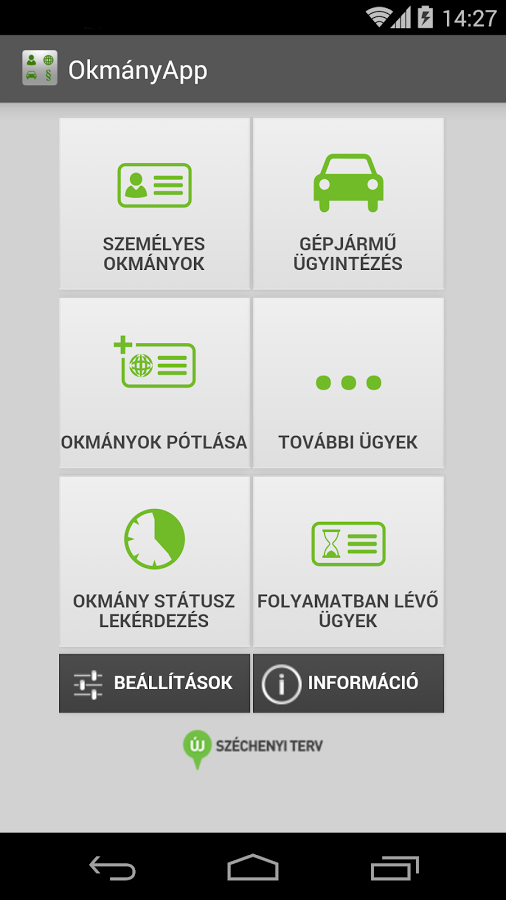 14:27
OkmányApp
SZEMÉLYES
OKMÁNYOK
GÉPJÁRMŰ
ÜGYINTÉZÉS
OKMÁNYOK PÓTLÁSA
TOVÁBBI ÜGYEK
OKMÁNY STÁTUSZ
LEKÉRDEZÉS
FOLYAMATBAN LÉVŐ
ÜGYEK
BEÁLLÍTÁSOK
INFORMÁCIÓ
ÚJ SZÉCHENYI TERV